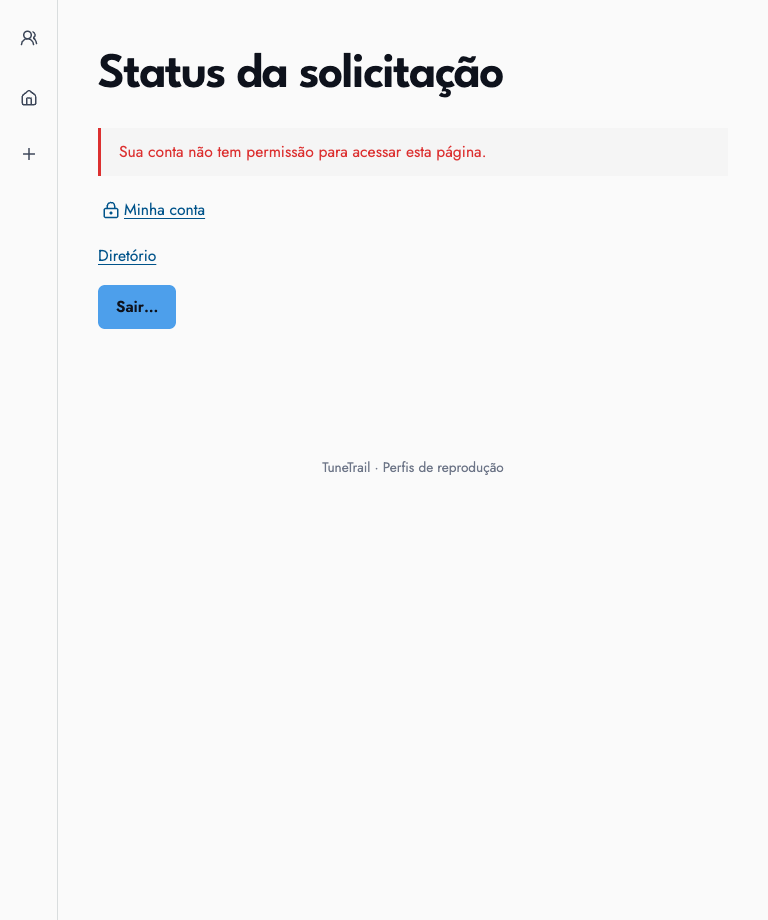 Status da solicitação
Sua conta não tem permissão para acessar esta página.
Minha conta
Diretório
Sair...
TuneTrail · Perfis de reprodução